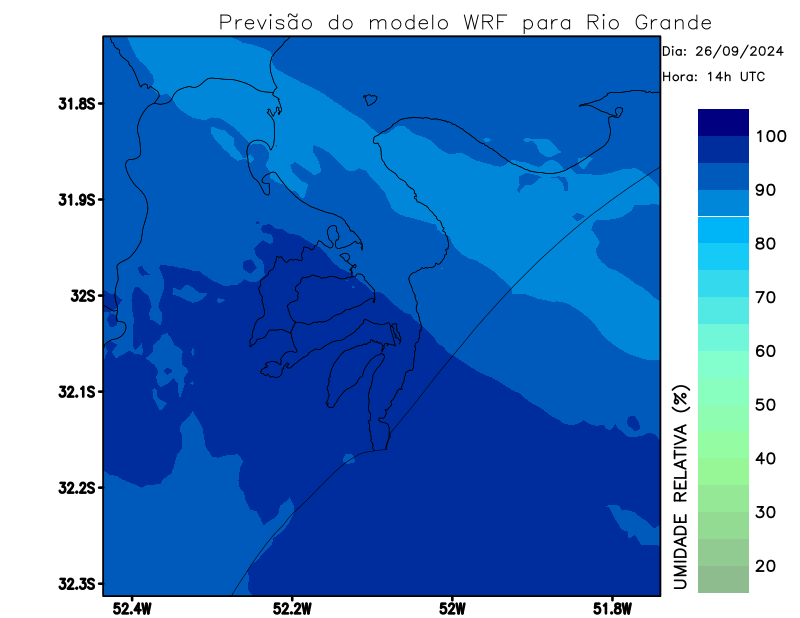 Previsão do modelo WRF para Rio Grande
Dia: 26/09/2024
Hora: 14h UTC
31.8S
31.9S
32S
32.1S
32.2S
32.3S
52.4W
52.2W
52W
51.8W
UMIDADE RELATIVA (%)
100
90
80
70
60
50
40
30
20